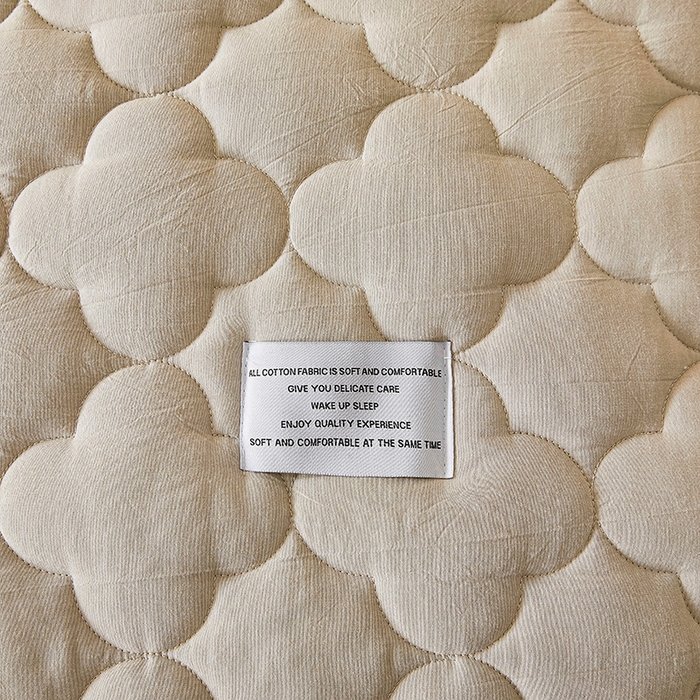 ALL COTTON FABRIC IS SOFT AND COMFORTABLE
GIVE YOU DELICATE CARE
WAKE UP SLEEP
ENJOY QUALITY EXPERIENCE
SOFT AND COMFORTABLE AT THE SAME TIME